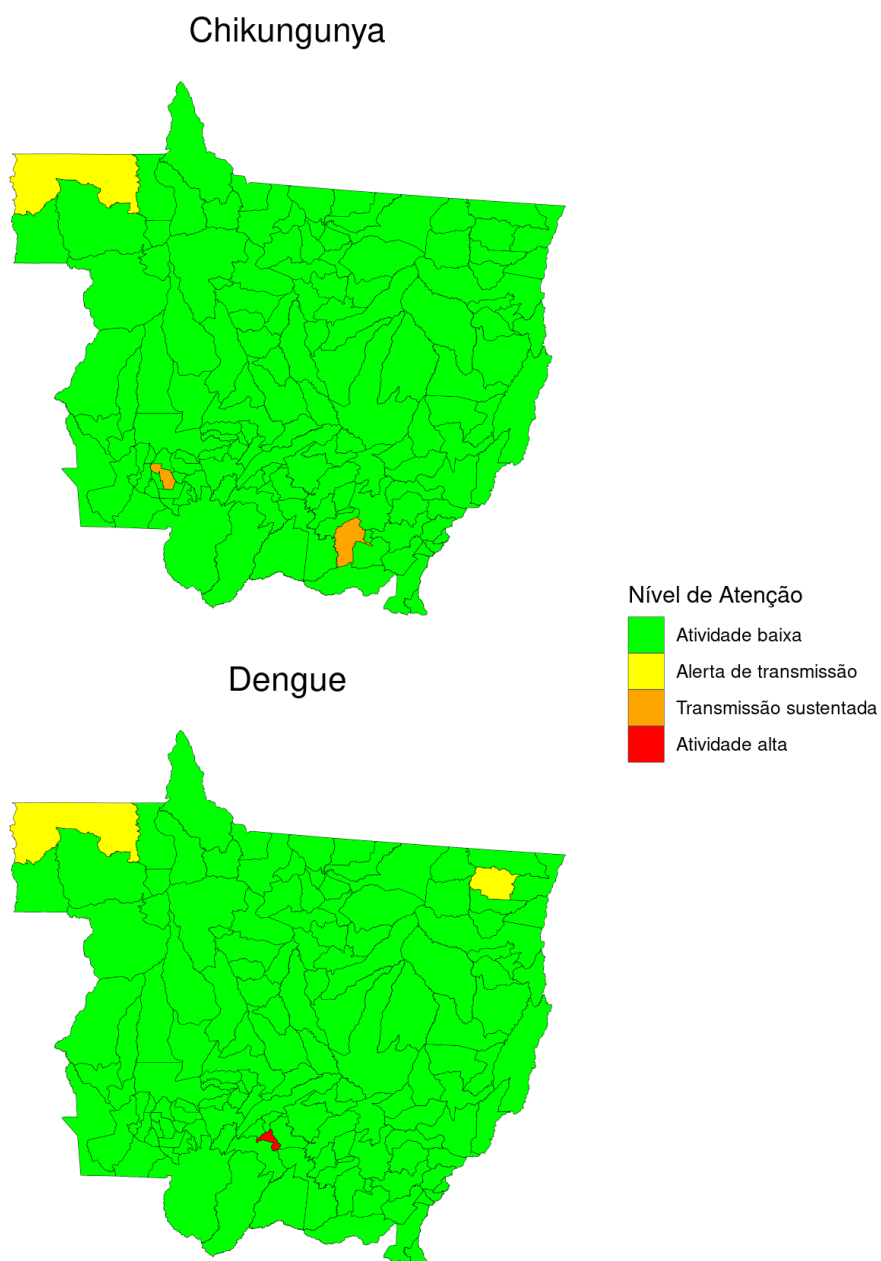 Chikungunya
Nível de Atenção
Atividade baixa
Alerta de transmissão
Transmissão sustentada
Atividade alta
Dengue